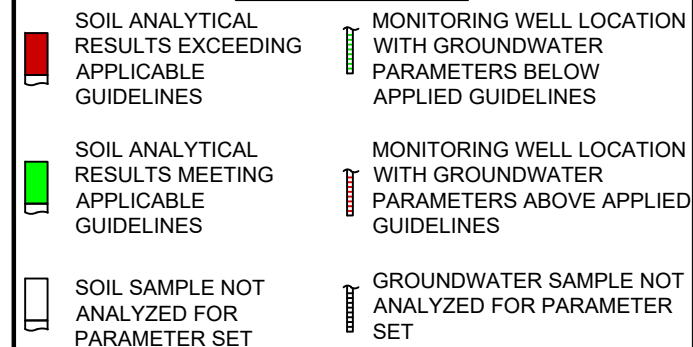 SOIL ANALYTICAL
RESULTS EXCEEDING
APPLICABLE
GUIDELINES
SOIL ANALYTICAL
RESULTS MEETING
APPLICABLE
GUIDELINES
SOIL SAMPLE NOT
ANALYZED FOR
PARAMETER SET
MONITORING WELL LOCATION
WITH GROUNDWATER
PARAMETERS BELOW
APPLIED GUIDELINES
MONITORING WELL LOCATION
WITH GROUNDWATER
PARAMETERS ABOVE APPLIED
GUIDELINES
GROUNDWATER SAMPLE NOT
ANALYZED FOR PARAMETER
SET